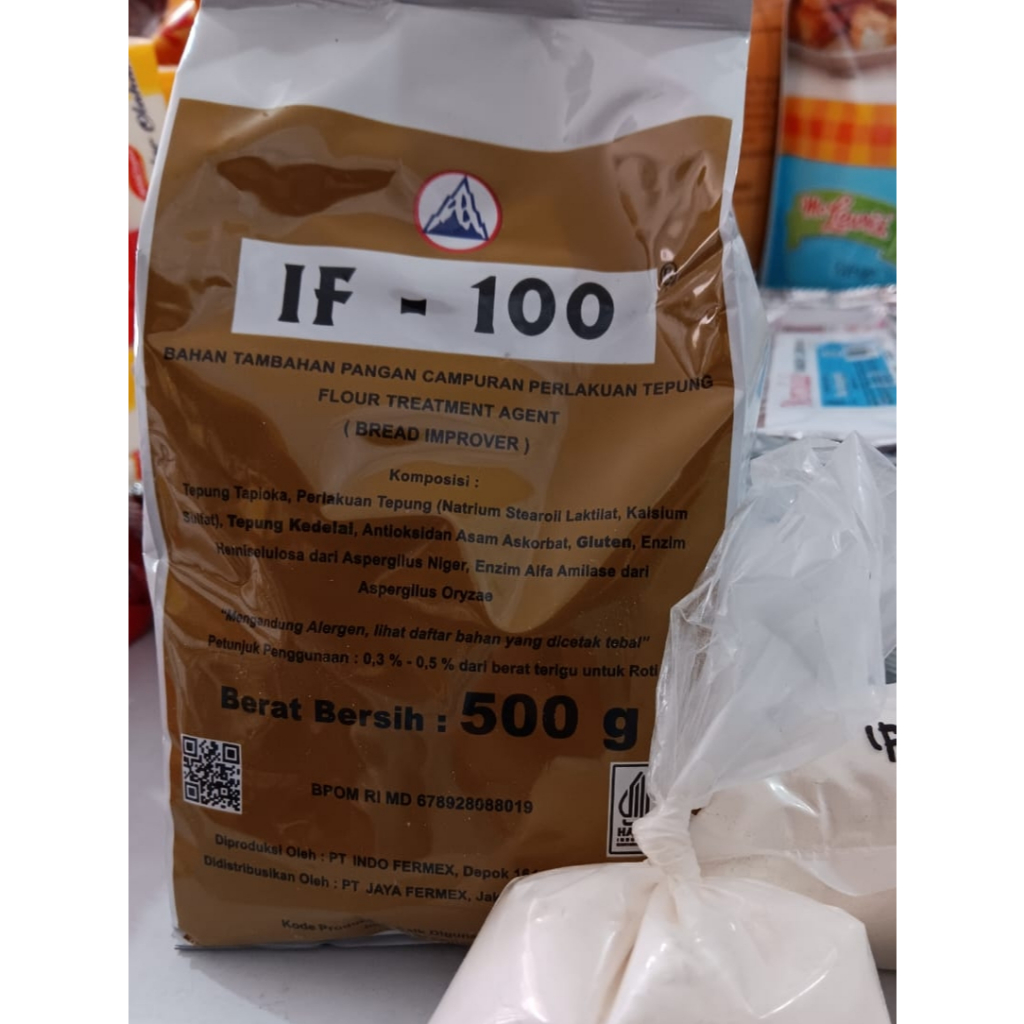 IF - 100
®
BAHAN TAMBAHAN PANGAN CAMPURAN PERLAKUAN TEPUNG
FLOUR TREATMENT AGENT
( BREAD IMPROVER )
Komposisi :
Tepung Tapioka, Perlakuan Tepung (Natrium Stearoil Laktilat, Kalsium
Sulfat), Tepung Kedelai, Antioksidan Asam Askorbat, Gluten, Enzim
Hemiselulosa dari Aspergilus Niger, Enzim Alfa Amilase dari
Aspergilus Oryzae
"Mengandung Alergen, lihat daftar bahan yang dicetak tebal"
Petunjuk Penggunaan : 0,3 % - 0,5 % dari berat terigu untuk Roti
Berat Bersih : 500 g
BPOM RI MD 678928088019
Diproduksi Oleh : PT INDO FERMEX, Depok
Didistribusikan Oleh : PT JAYA FERMEX,
Kode
IF